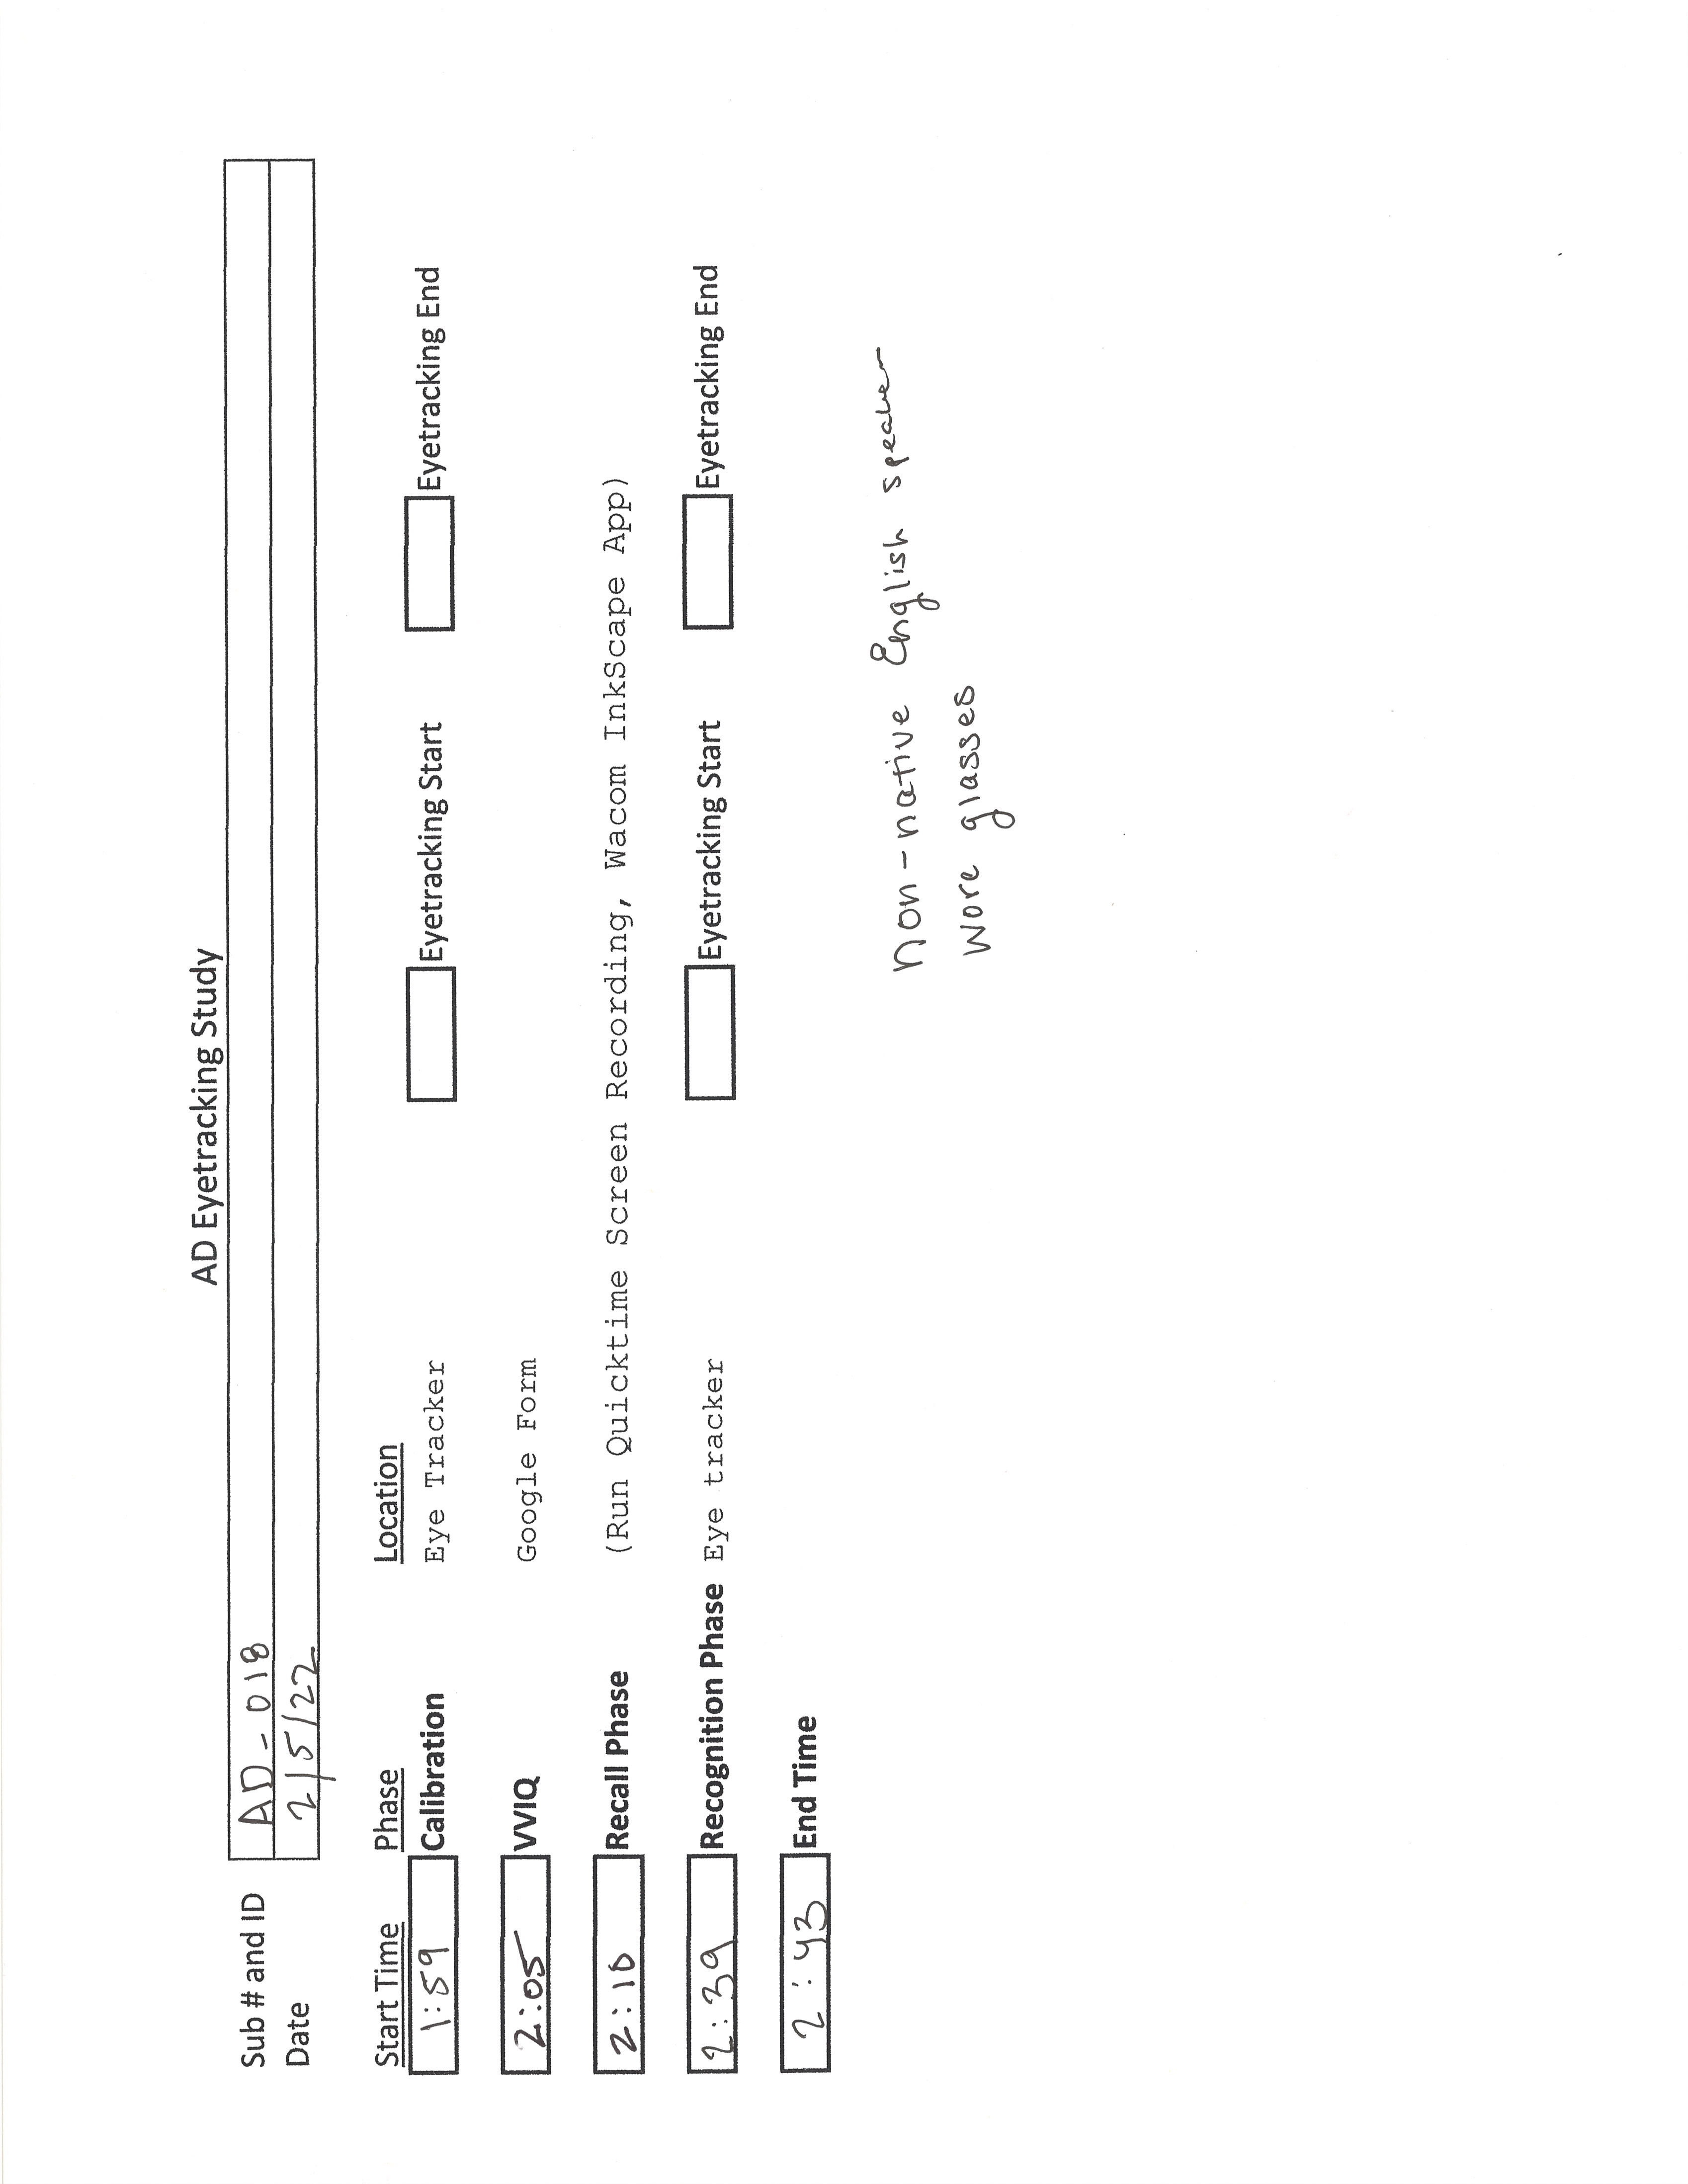 AD Eyetracking Study
Sub # and ID AD-018
Date 2/5/22
Start Time Phase Location
1:59 Calibration Eye Tracker Eyetracking Start Eyetracking End
2:05 VVIQ Google Form
2:10 Recall Phase (Run Quicktime Screen Recording, Wacom InkScape App)
2:39 Recognition Phase Eye tracker Eyetracking Start Eyetracking End
2:43 End Time
non-native English speaker
wore glasses